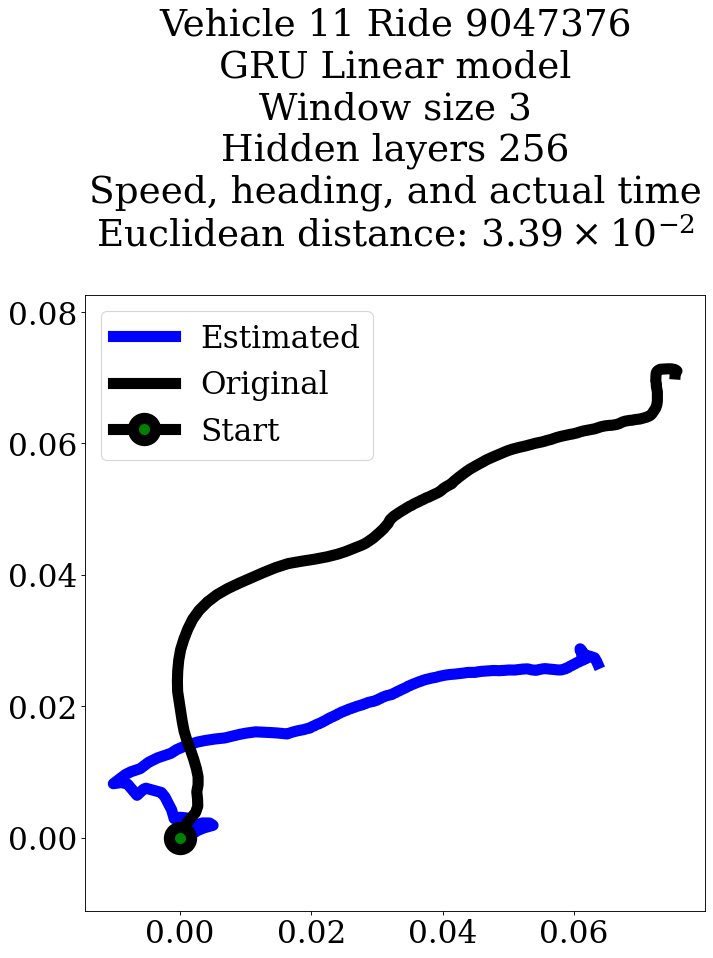 Vehicle 11 Ride 9047376
GRU Linear model
Window size 3
Hidden layers 256
Speed, heading, and actual time
Euclidean distance: 3.39 × 10⁻²
0.08
0.06
0.04
0.02
0.00
Estimated
Original
Start
0.00 0.02 0.04 0.06